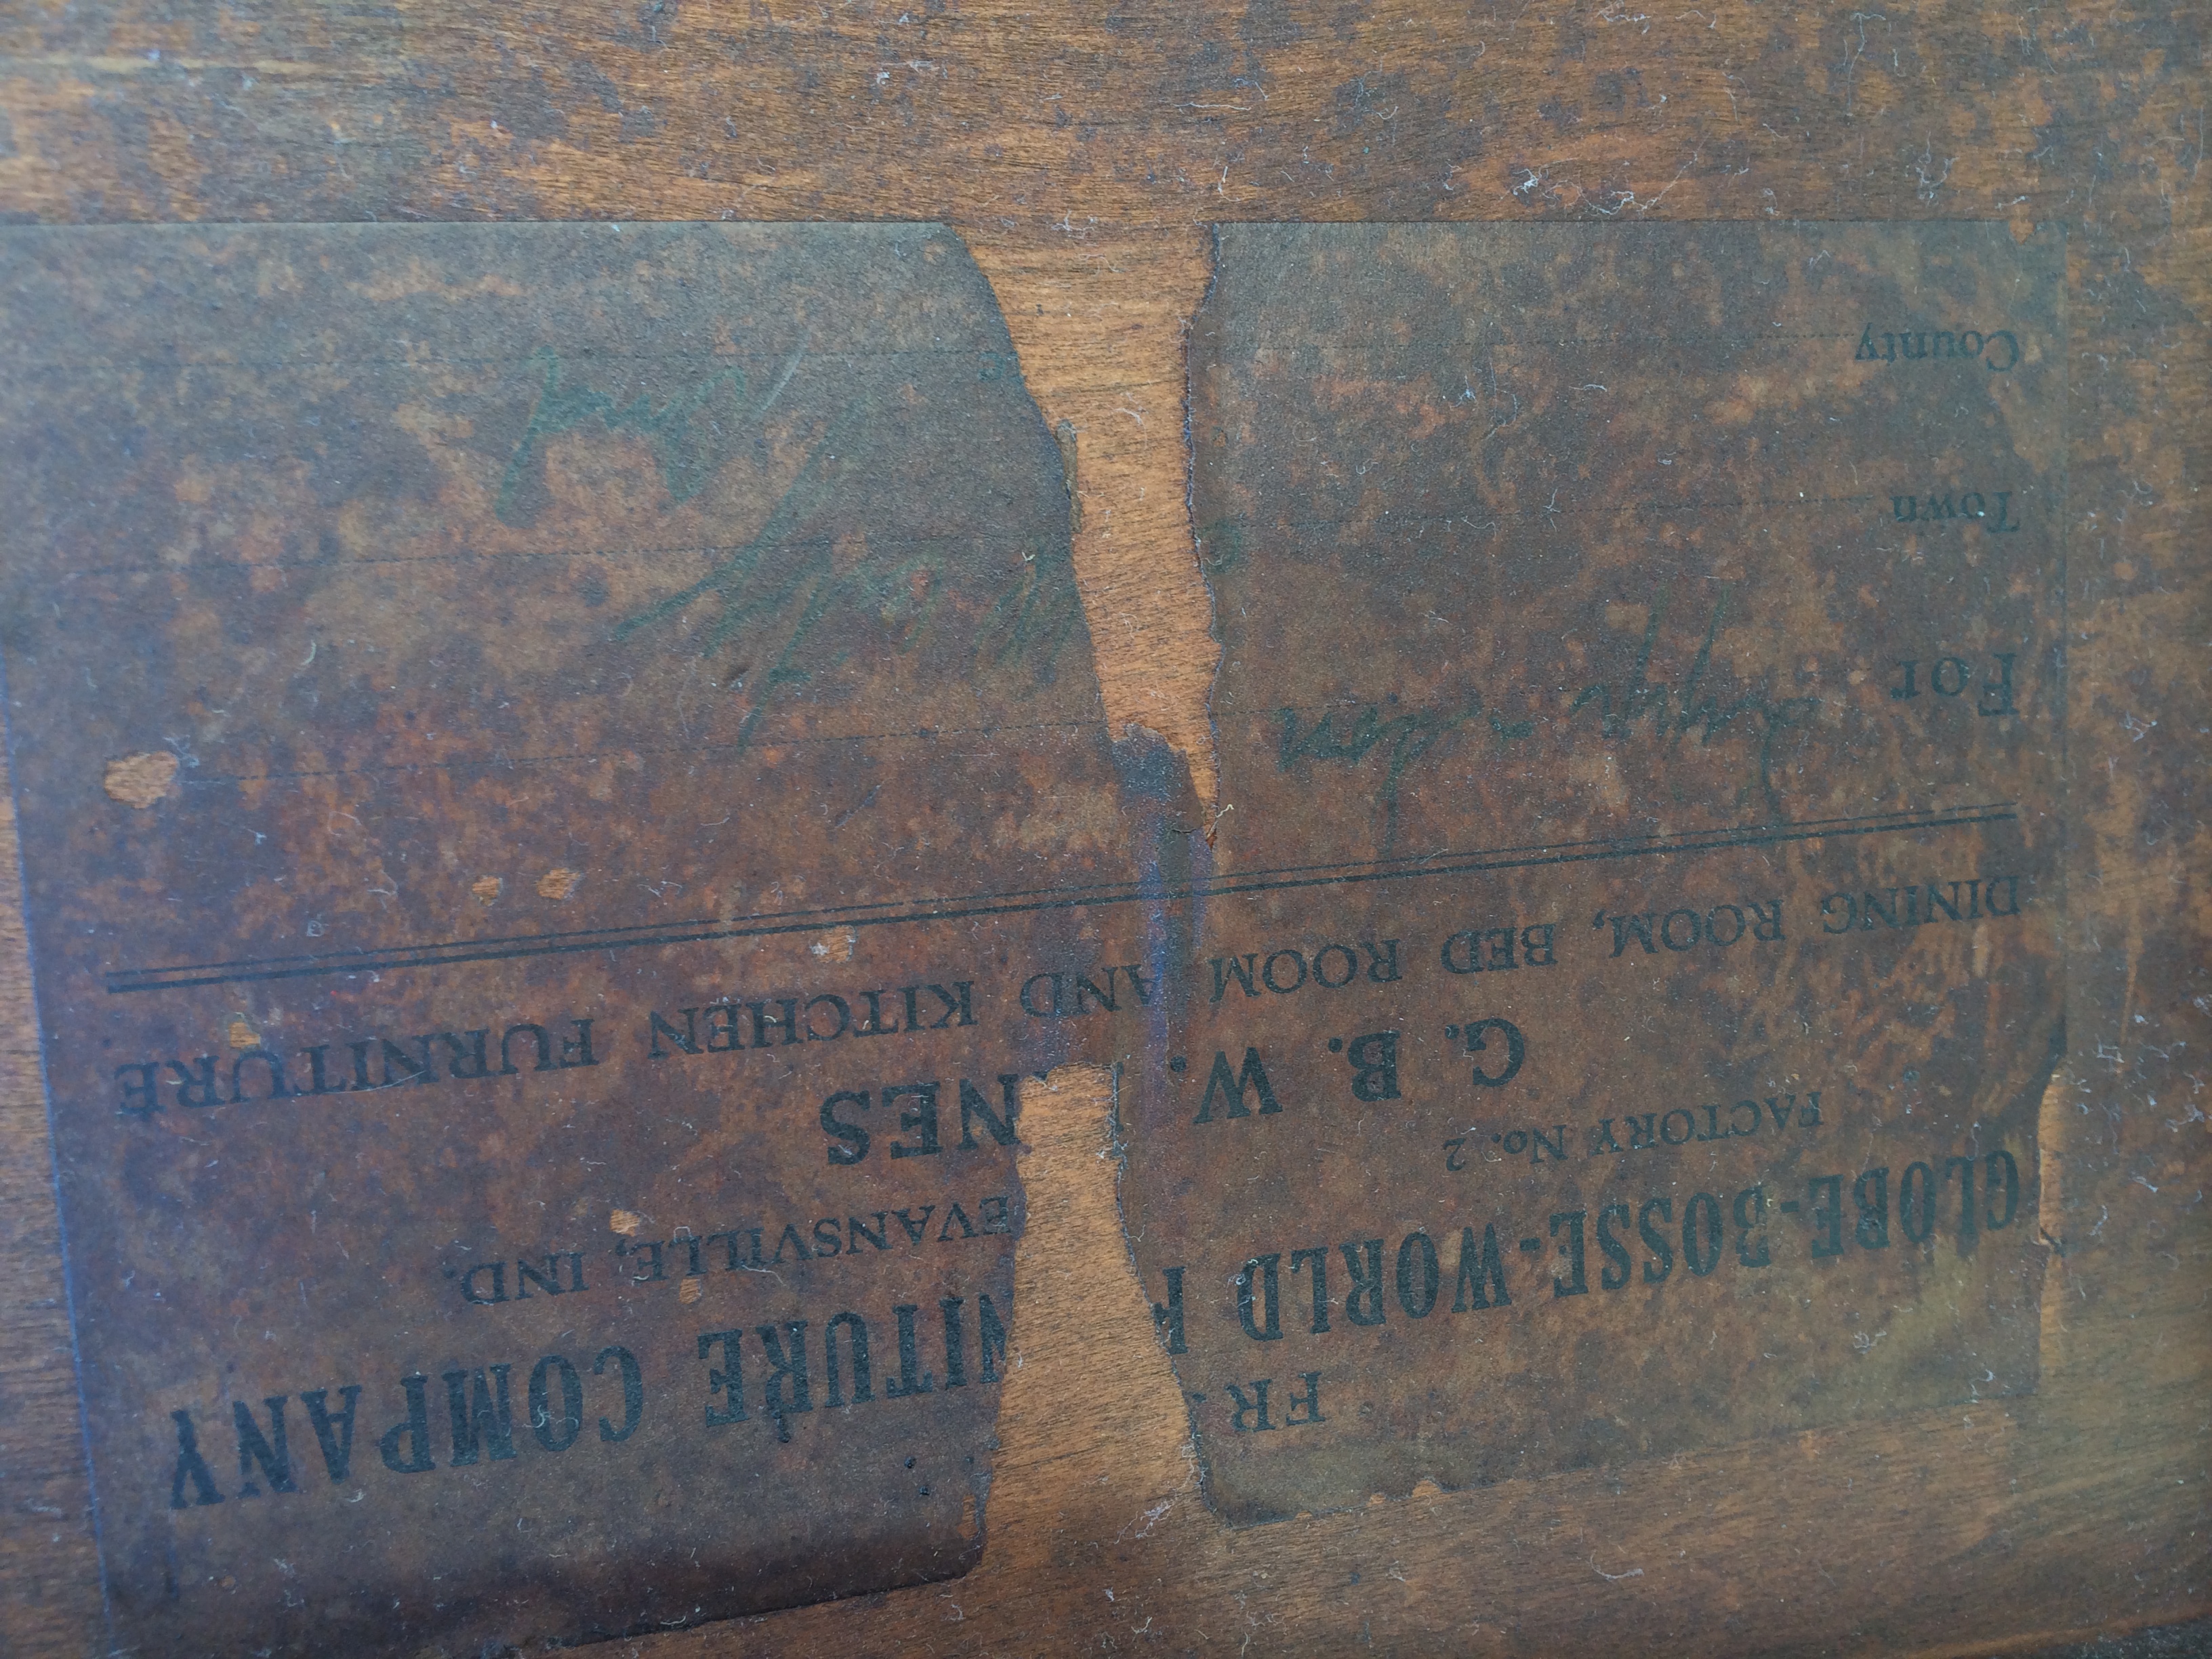 FR
GLOBE-BOSSE-WORLD F NITURE COMPANY
FACTORY No. 2 EVANSVILLE, IND.
G. B. W. NES
DINING ROOM, BED ROOM AND KITCHEN FURNITURE
For
Town
County